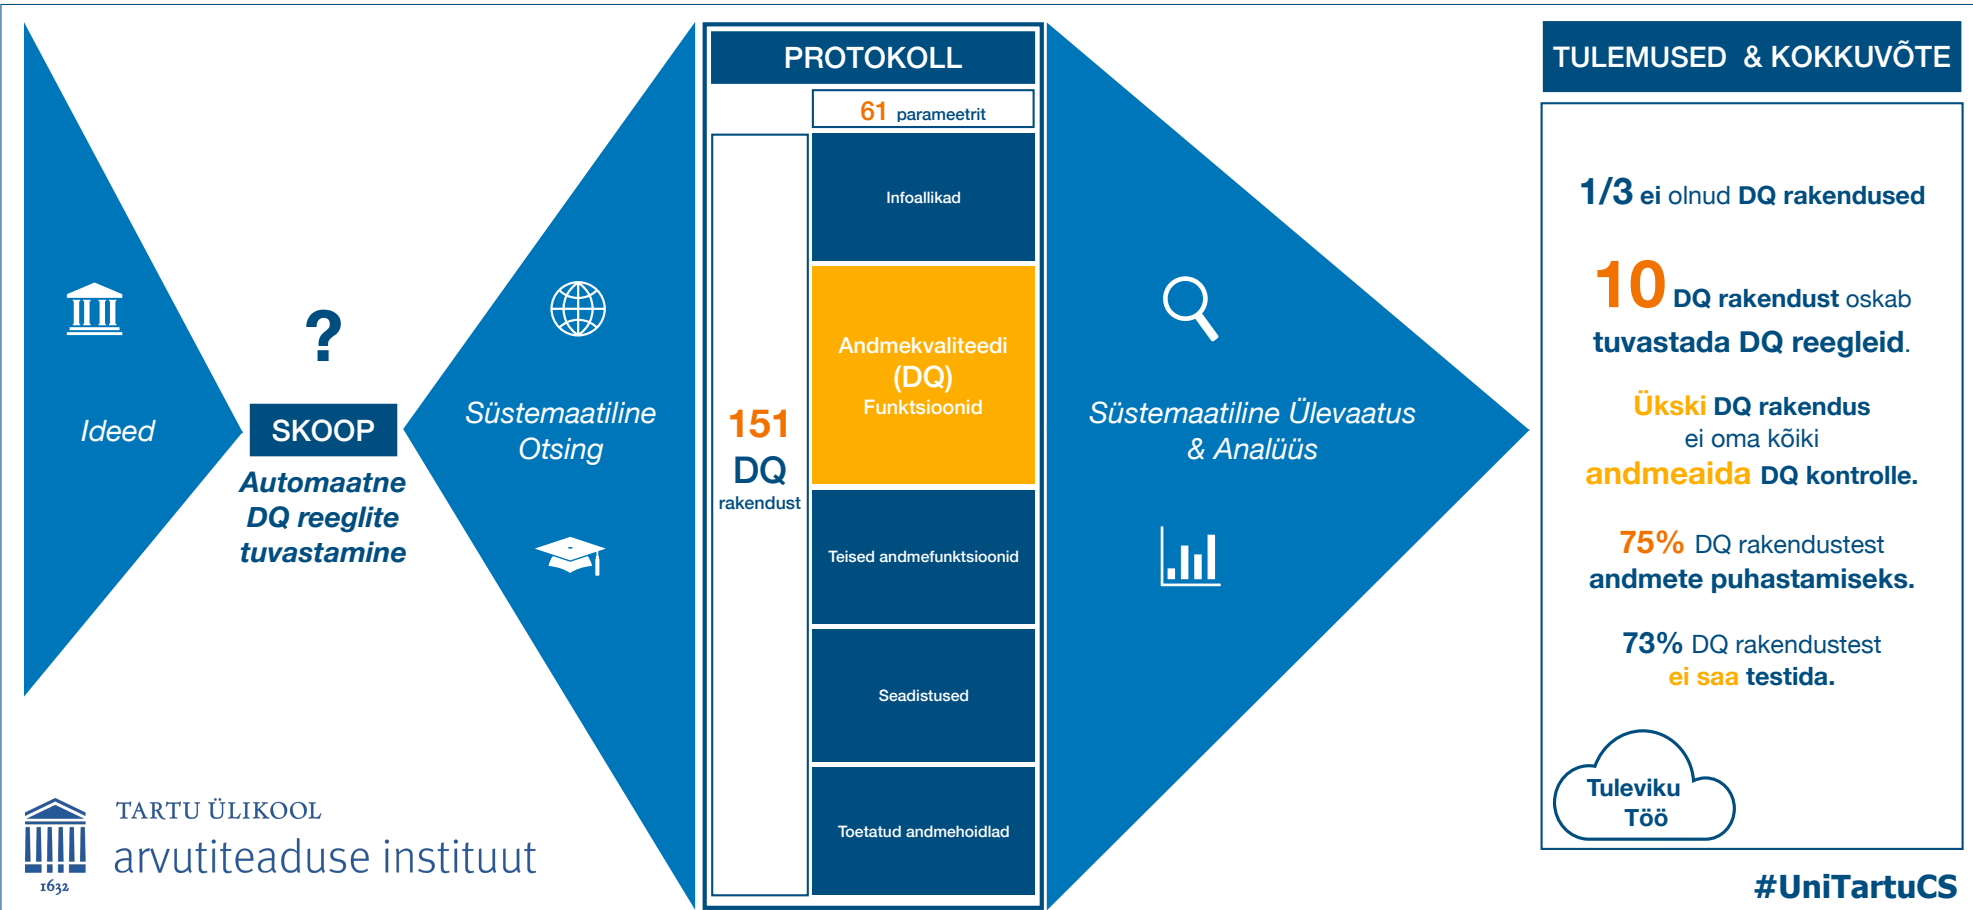 Ideed
?
SKOOP
Automaatne
DQ reeglite
tuvastamine
Süstemaatiline
Otsing
PROTOKOLL
61 parameetrit
151
DQ
rakendust
Infoallikad
Andmekvaliteedi
(DQ)
Funktsioonid
Teised andmefunktsioonid
Seadistused
Toetatud andmehoidlad
Süstemaatiline Ülevaatus
& Analüüs
TULEMUSED & KOKKUVÕTE
1/3 ei olnud DQ rakendused
10 DQ rakendust oskab
tuvastada DQ reegleid.
Ükski DQ rakendus
ei oma kõiki
andmeaida DQ kontrolle.
75% DQ rakendustest
andmete puhastamiseks.
73% DQ rakendustest
ei saa testida.
Tuleviku
Töö
TARTU ÜLIKOOL
arvutiteaduse instituut
1632
#UniTartuCS